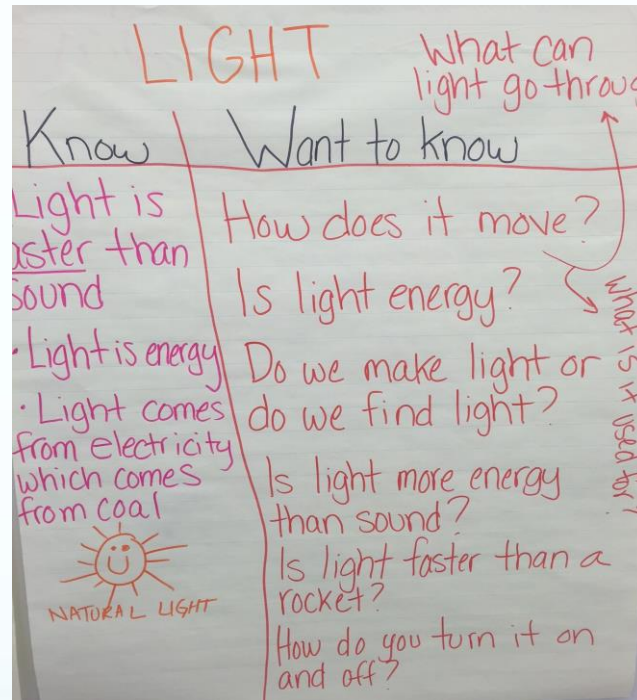 LIGHT
What can
light go throug
Know
Want to know
Light is
aster than
sound
· Light is energy
· Light comes
from electricity
which comes
from coal
NATURAL LIGHT
How does it move?
Is light energy?
Do we make light or
do we find light?
Is light more energy
than sound?
Is light faster than a
rocket?
How do you turn it on
and off?
What is it used for?